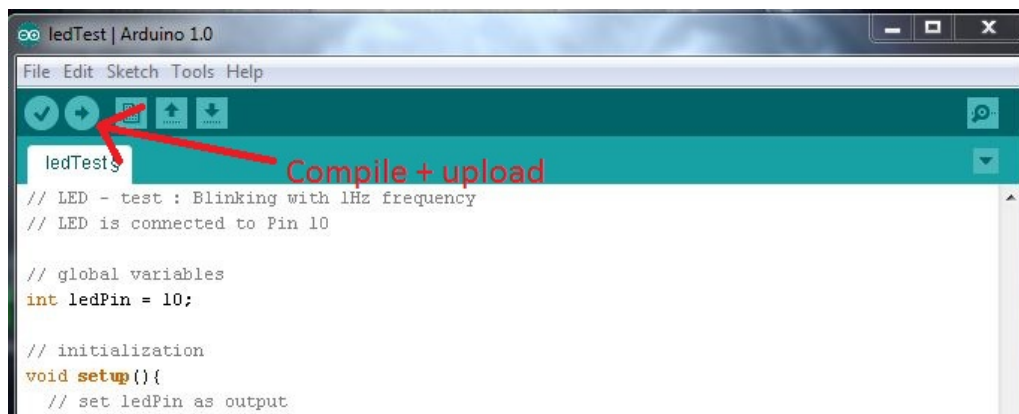 ledTest | Arduino 1.0
File Edit Sketch Tools Help
ledTest §
Compile + upload
// LED - test : Blinking with 1Hz frequency
// LED is connected to Pin 10
// global variables
int ledPin = 10;
// initialization
void setup(){
// set ledPin as output